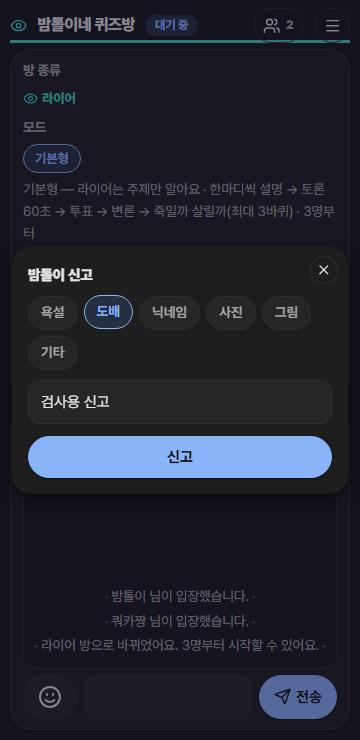 밤톨이네 퀴즈방 대기 중 2
방 종류
라이어
모드
기본형
기본형 — 라이어는 주제만 알아요 · 한마디씩 설명 → 토론
60초 → 투표 → 변론 → 죽일까 살릴까(최대 3바퀴) · 3명부
터
밤톨이 신고
욕설 도배 닉네임 사진 그림
기타
검사용 신고
신고
· 밤톨이 님이 입장했습니다. ·
· 쿼카짱 님이 입장했습니다. ·
· 라이어 방으로 바뀌었어요. 3명부터 시작할 수 있어요. ·
전송